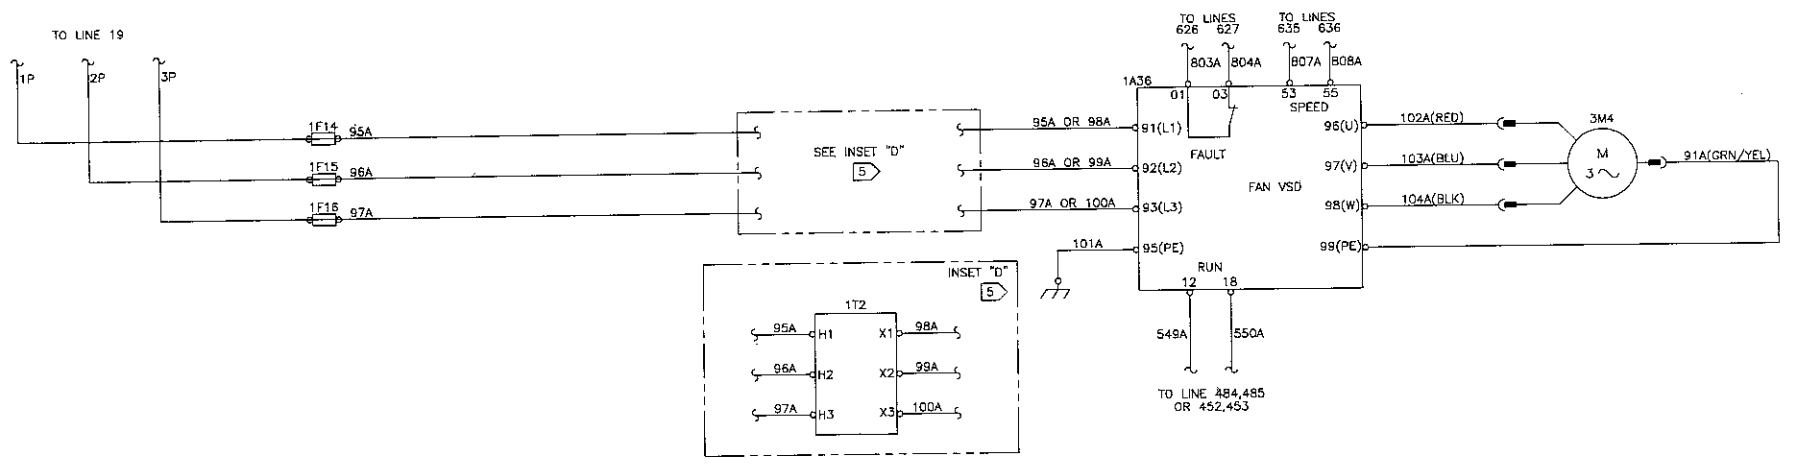 TO LINE 19
1P
2P
3P
1F14
95A
1F15
96A
1F16
97A
SEE INSET "D"
5
95A OR 98A
96A OR 99A
97A OR 100A
101A
TO LINES
626 627
TO LINES
635 636
803A
804A
807A
808A
1A36
01
03
53
55
SPEED
91(L1)
FAULT
92(L2)
93(L3)
95(PE)
FAN VSD
96(U)
97(V)
98(W)
99(PE)
RUN
12
18
549A
550A
TO LINE 484,485
OR 452,453
102A(RED)
103A(BLU)
104A(BLK)
3M4
M
3
91A(GRN/YEL)
INSET "D"
5
1T2
95A
H1
X1
98A
96A
H2
X2
99A
97A
H3
X3
100A